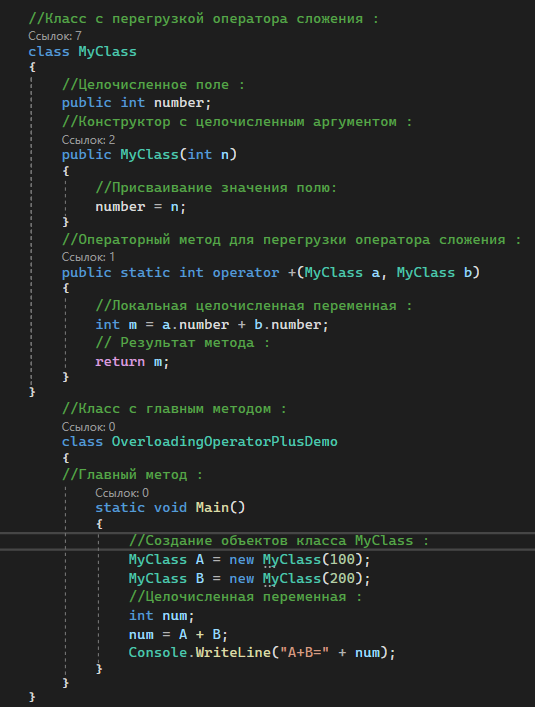 //Класс с перегрузкой оператора сложения :
Ссылок: 7
class MyClass
{
//Целочисленное поле :
public int number;
//Конструктор с целочисленным аргументом :
Ссылок: 2
public MyClass(int n)
{
//Присваивание значения полю:
number = n;
}
//Операторный метод для перегрузки оператора сложения :
Ссылок: 1
public static int operator +(MyClass a, MyClass b)
{
//Локальная целочисленная переменная :
int m = a.number + b.number;
// Результат метода :
return m;
}
}
//Класс с главным методом :
Ссылок: 0
class OverloadingOperatorPlusDemo
{
//Главный метод :
Ссылок: 0
static void Main()
{
//Создание объектов класса MyClass :
MyClass A = new MyClass(100);
MyClass B = new MyClass(200);
//Целочисленная переменная :
int num;
num = A + B;
Console.WriteLine("A+B=" + num);
}
}
}